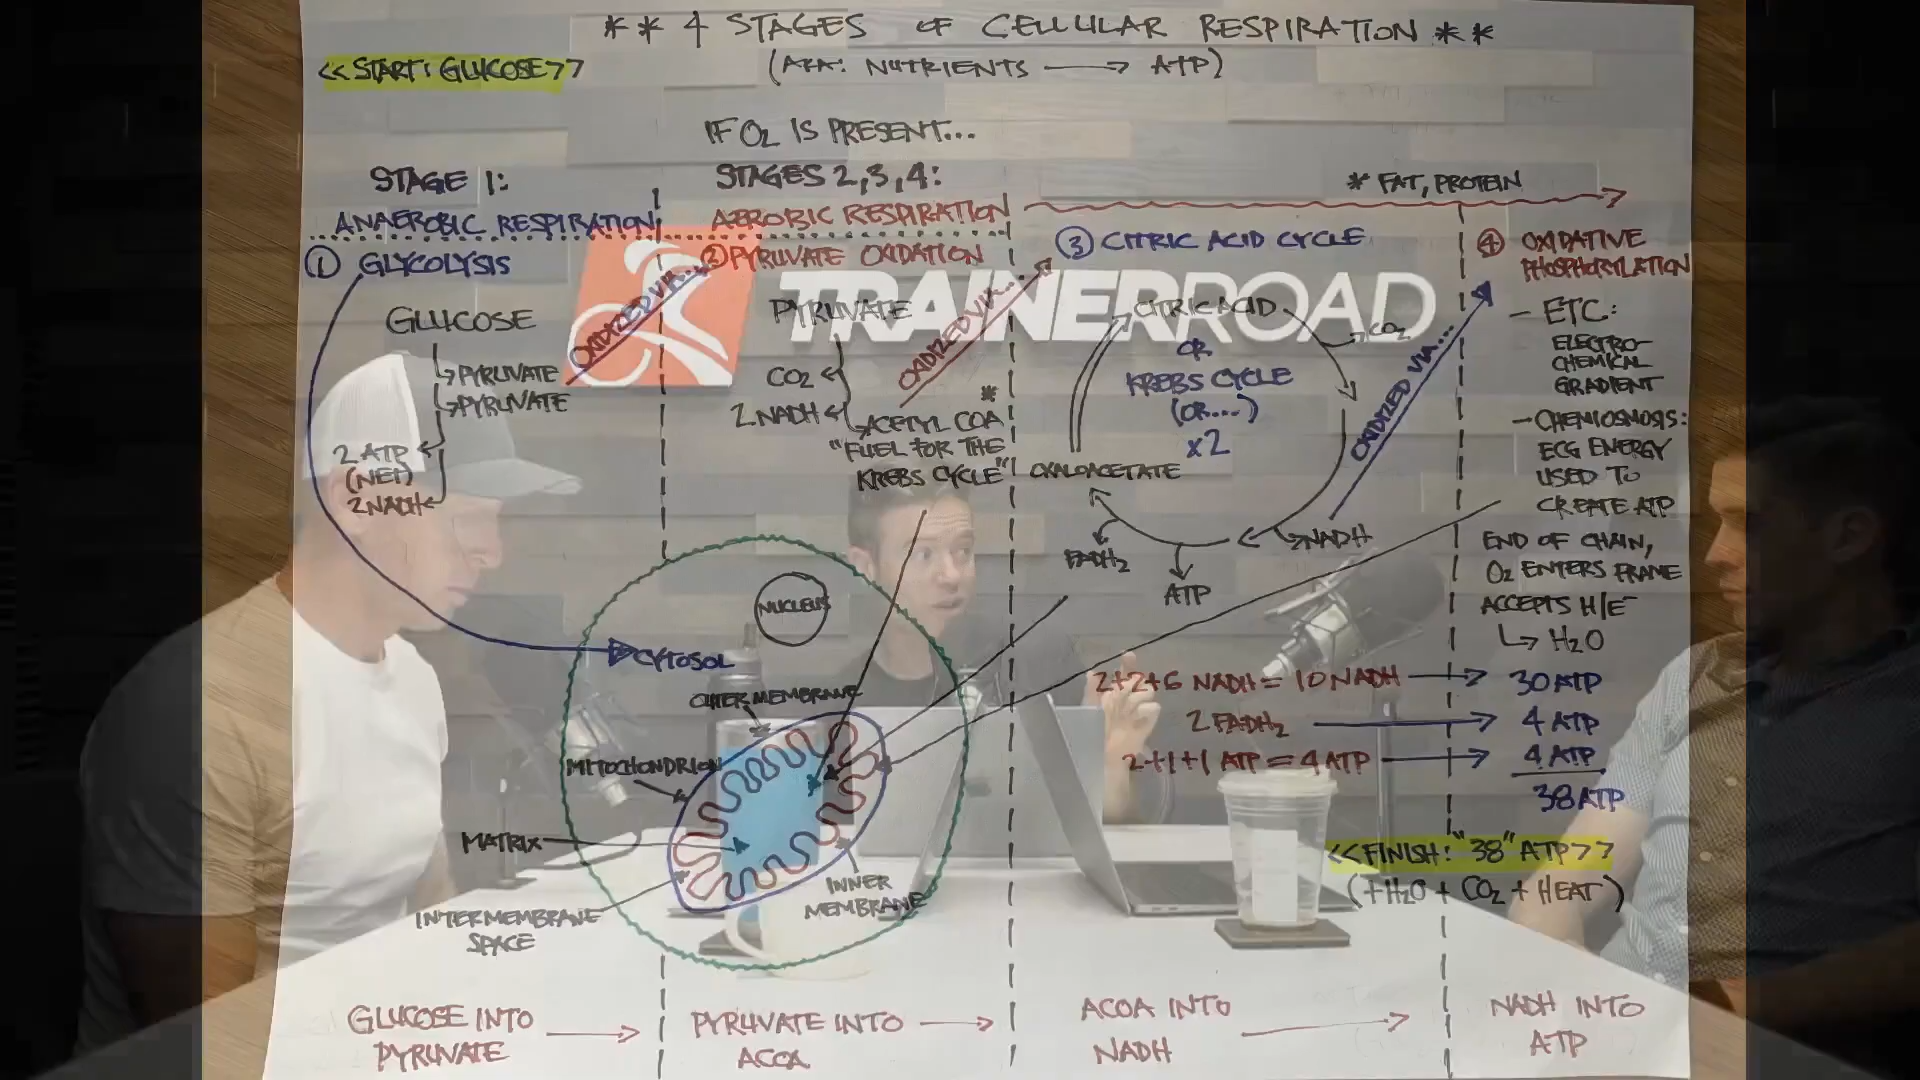 ** 4 STAGES OF CELLULAR RESPIRATION **
<<START: GLUCOSE>>
(AKA: NUTRIENTS → ATP)
IF O2 IS PRESENT...
STAGE 1:
ANAEROBIC RESPIRATION
① GLYCOLYSIS
GLUCOSE
PYRUVATE
PYRUVATE
2 ATP
(NET)
2 NADH
OXIDIZED VIA...
STAGES 2,3,4:
AEROBIC RESPIRATION
② PYRUVATE OXIDATION
PYRUVATE
CO2
2 NADH
*
ACETYL COA
"FUEL FOR THE
KREBS CYCLE"
OXIDIZED VIA...
* FAT, PROTEIN
③ CITRIC ACID CYCLE
CITRIC ACID
OR
KREBS CYCLE
(OR....)
x2
CO2
OXALOACETATE
FADH2
ATP
NADH
OXIDIZED VIA...
④ OXIDATIVE
PHOSPHORYLATION
- ETC:
ELECTRO-
CHEMICAL
GRADIENT
- CHEMIOSMOSIS:
ECG ENERGY
USED TO
CREATE ATP
END OF CHAIN,
O2 ENTERS FRAME
ACCEPTS H/E-
→ H2O
TRAINERROAD
NUCLEUS
CYTOSOL
OUTER MEMBRANE
MITOCHONDRION
MATRIX
INTERMEMBRANE
SPACE
INNER
MEMBRANE
2+2+6 NADH = 10 NADH → 30 ATP
2 FADH2 → 4 ATP
2+1+1 ATP = 4 ATP → 4 ATP
38 ATP
<<FINISH: "38" ATP>>
(+H2O + CO2 + HEAT)
GLUCOSE INTO →
PYRUVATE
PYRUVATE INTO →
ACOA
ACOA INTO →
NADH
NADH INTO
ATP